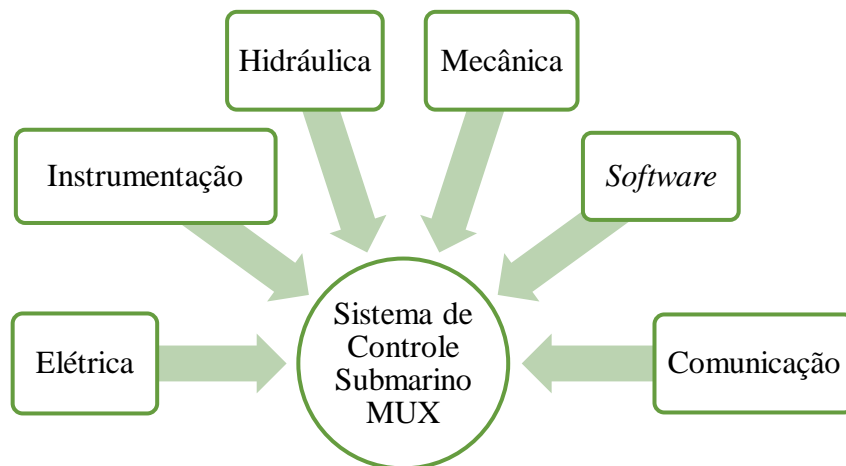 Hidráulica
Mecânica
Instrumentação
Software
Elétrica
Sistema de
Controle
Submarino
MUX
Comunicação